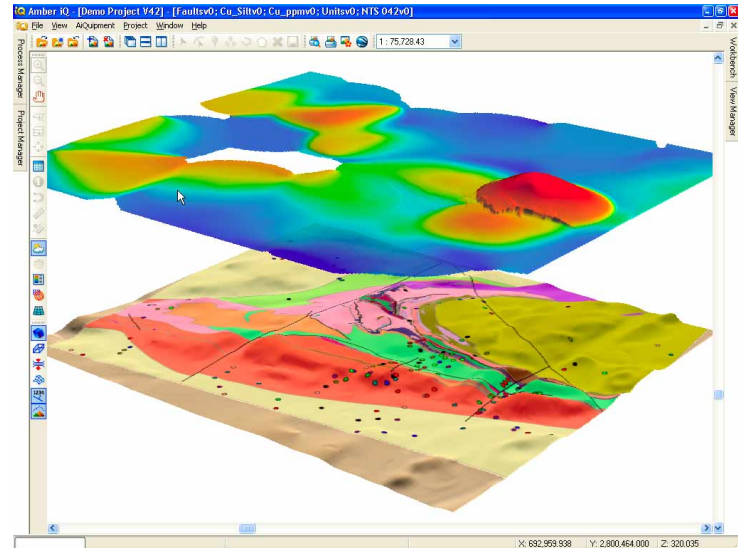 Amber iQ - [Demo Project V42] - [Faultsv0; Cu_Siltv0; Cu_ppmv0; Unitsv0; NTS 042v0]
File View AiQuipment Project Window Help
1 : 75,728.43
Process Manager
Project Manager
Workbench
View Manager
X: 692,959.938 Y: 2,800,464.000 Z: 320.035